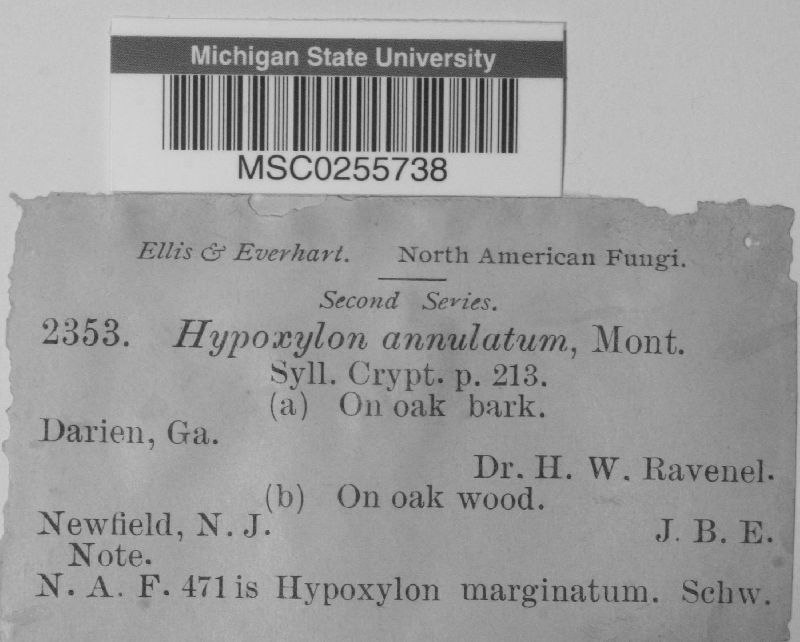 Michigan State University
MSC0255738
Ellis & Everhart. North American Fungi.
Second Series.
2353. Hypoxylon annulatum, Mont.
Syll. Crypt. p. 213.
(a) On oak bark.
Darien, Ga.
Dr. H. W. Ravenel.
(b) On oak wood.
Newfield, N. J. J. B. E.
Note.
N. A. F. 471 is Hypoxylon marginatum. Schw.